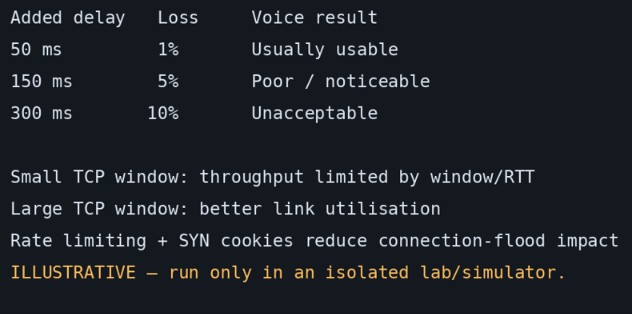 Added delay   Loss     Voice result
50 ms         1%       Usually usable
150 ms        5%       Poor / noticeable
300 ms       10%       Unacceptable
Small TCP window: throughput limited by window/RTT
Large TCP window: better link utilisation
Rate limiting + SYN cookies reduce connection-flood impact
ILLUSTRATIVE — run only in an isolated lab/simulator.